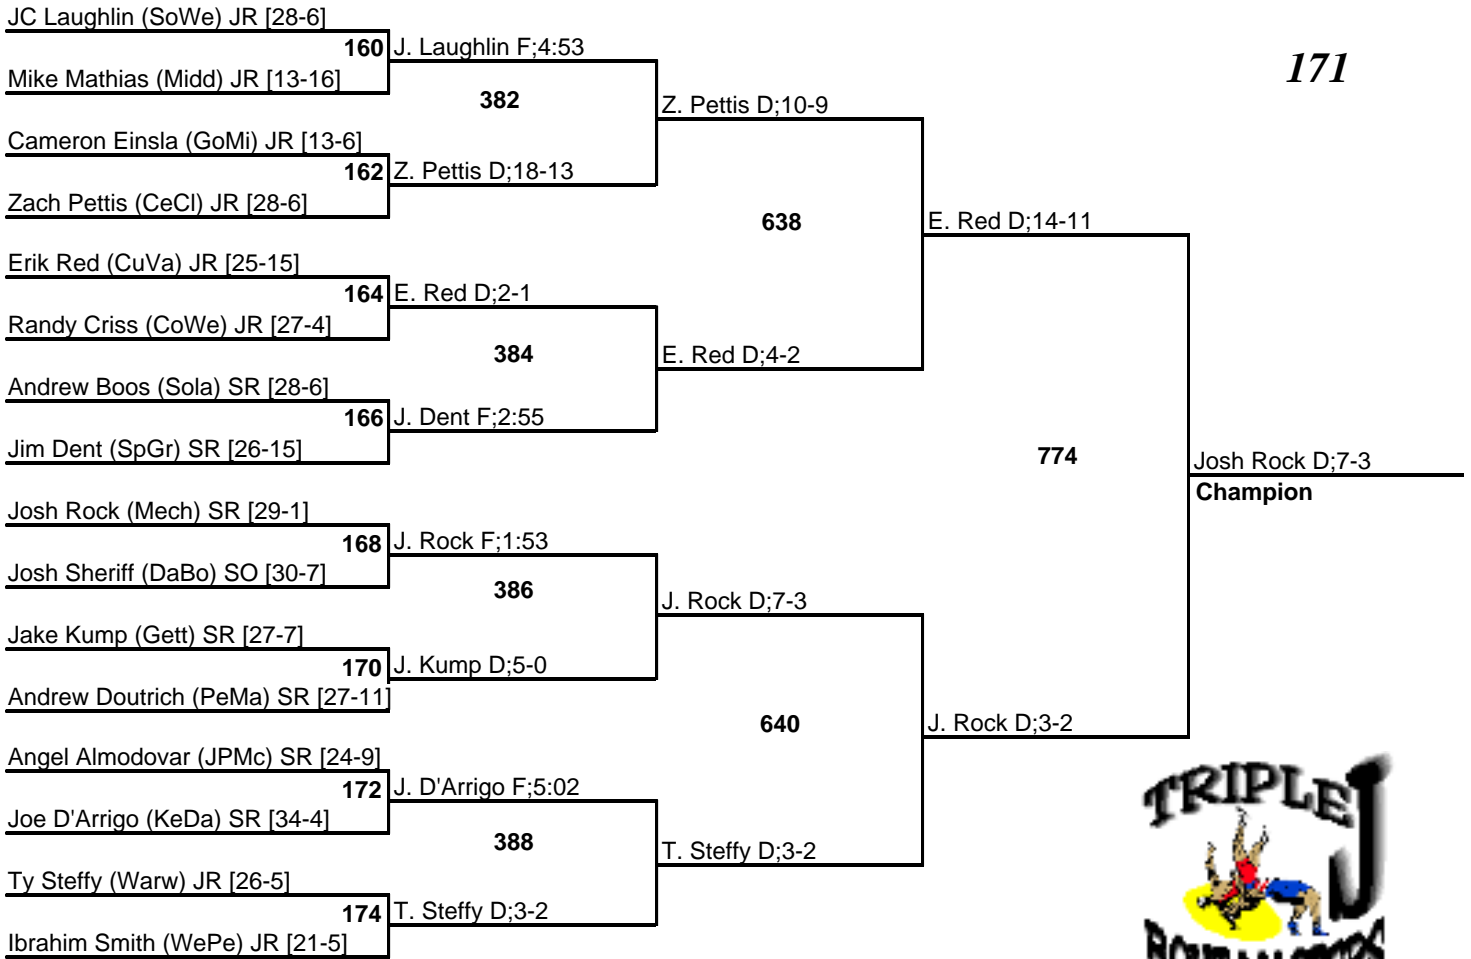 JC Laughlin (SoWe) JR [28-6]
160 J. Laughlin F;4:53
171
Mike Mathias (Midd) JR [13-16]
382
Z. Pettis D;10-9
Cameron Einsla (GoMi) JR [13-6]
162 Z. Pettis D;18-13
Zach Pettis (CeCl) JR [28-6]
638
E. Red D;14-11
Erik Red (CuVa) JR [25-15]
164 E. Red D;2-1
Randy Criss (CoWe) JR [27-4]
384
E. Red D;4-2
Andrew Boos (Sola) SR [28-6]
166 J. Dent F;2:55
Jim Dent (SpGr) SR [26-15]
774
Josh Rock D;7-3
Champion
Josh Rock (Mech) SR [29-1]
168 J. Rock F;1:53
Josh Sheriff (DaBo) SO [30-7]
386
J. Rock D;7-3
Jake Kump (Gett) SR [27-7]
170 J. Kump D;5-0
Andrew Doutrich (PeMa) SR [27-11]
640
J. Rock D;3-2
Angel Almodovar (JPMc) SR [24-9]
172 J. D'Arrigo F;5:02
Joe D'Arrigo (KeDa) SR [34-4]
388
T. Steffy D;3-2
Ty Steffy (Warw) JR [26-5]
174 T. Steffy D;3-2
Ibrahim Smith (WePe) JR [21-5]
TRIPLE J